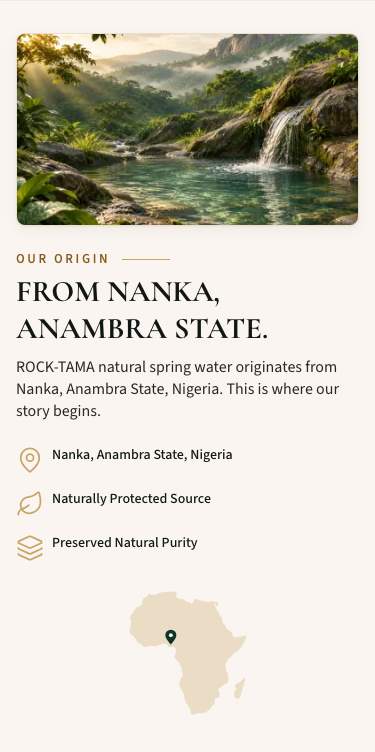 OUR ORIGIN
FROM NANKA,
ANAMBRA STATE.
ROCK-TAMA natural spring water originates from
Nanka, Anambra State, Nigeria. This is where our
story begins.
Nanka, Anambra State, Nigeria
Naturally Protected Source
Preserved Natural Purity